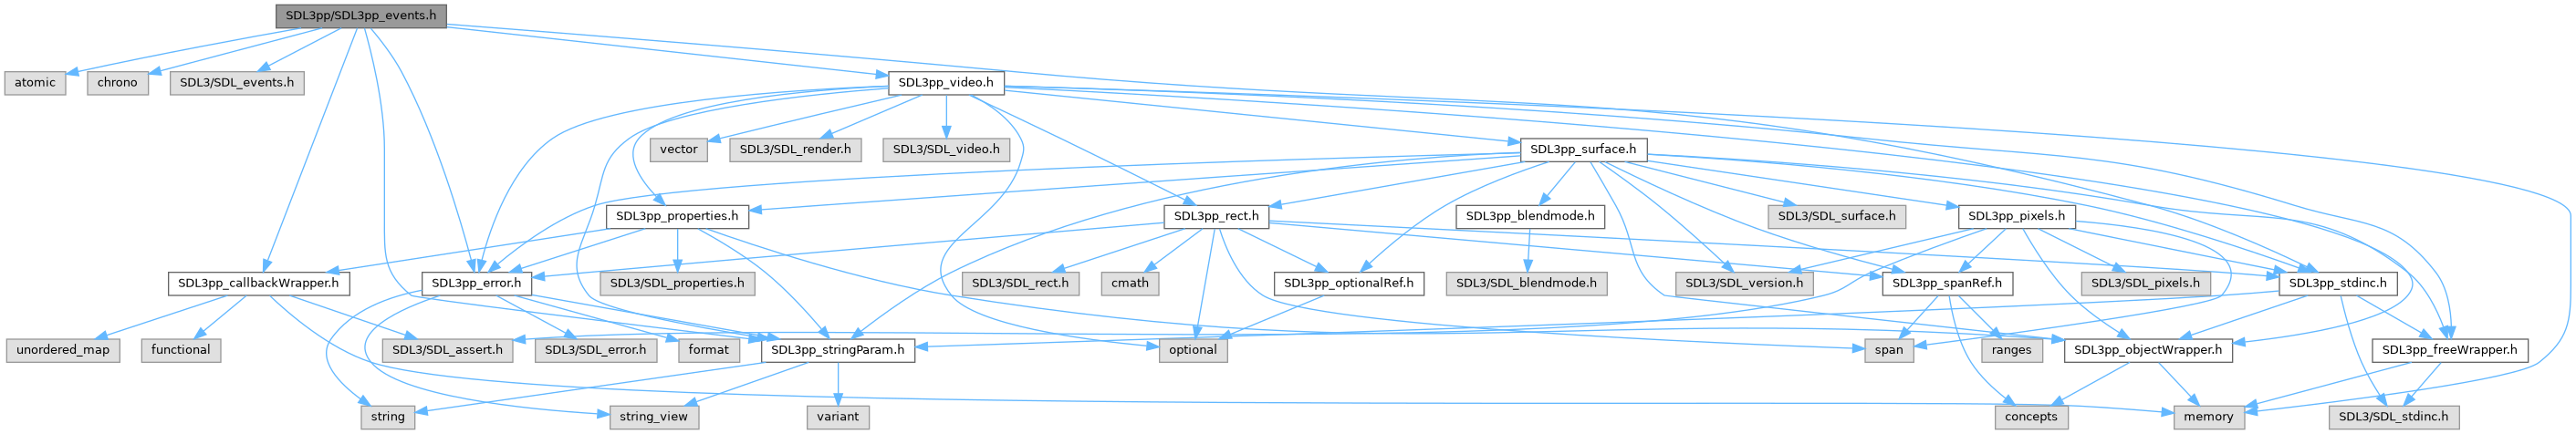 SDL3pp/SDL3pp_events.h
atomic
chrono
SDL3/SDL_events.h
SDL3pp_video.h
vector
SDL3/SDL_render.h
SDL3/SDL_video.h
SDL3pp_surface.h
SDL3pp_properties.h
SDL3pp_rect.h
SDL3pp_blendmode.h
SDL3/SDL_surface.h
SDL3pp_pixels.h
SDL3pp_callbackWrapper.h
SDL3pp_error.h
SDL3/SDL_properties.h
SDL3/SDL_rect.h
cmath
SDL3pp_optionalRef.h
SDL3/SDL_blendmode.h
SDL3/SDL_version.h
SDL3pp_spanRef.h
SDL3/SDL_pixels.h
SDL3pp_stdinc.h
unordered_map
functional
SDL3/SDL_assert.h
SDL3/SDL_error.h
format
SDL3pp_stringParam.h
optional
span
ranges
SDL3pp_objectWrapper.h
SDL3pp_freeWrapper.h
string
string_view
variant
concepts
memory
SDL3/SDL_stdinc.h